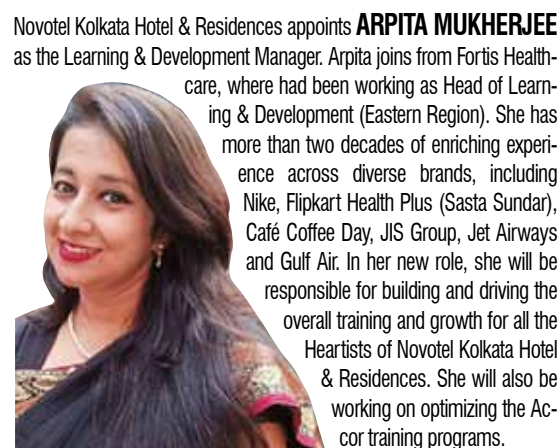 Novotel Kolkata Hotel & Residences appoints ARPITA MUKHERJEE
as the Learning & Development Manager. Arpita joins from Fortis Health-
care, where had been working as Head of Learn-
ing & Development (Eastern Region). She has
more than two decades of enriching experi-
ence across diverse brands, including
Nike, Flipkart Health Plus (Sasta Sundar),
Café Coffee Day, JIS Group, Jet Airways
and Gulf Air. In her new role, she will be
responsible for building and driving the
overall training and growth for all the
Heartists of Novotel Kolkata Hotel
& Residences. She will also be
working on optimizing the Ac-
cor training programs.